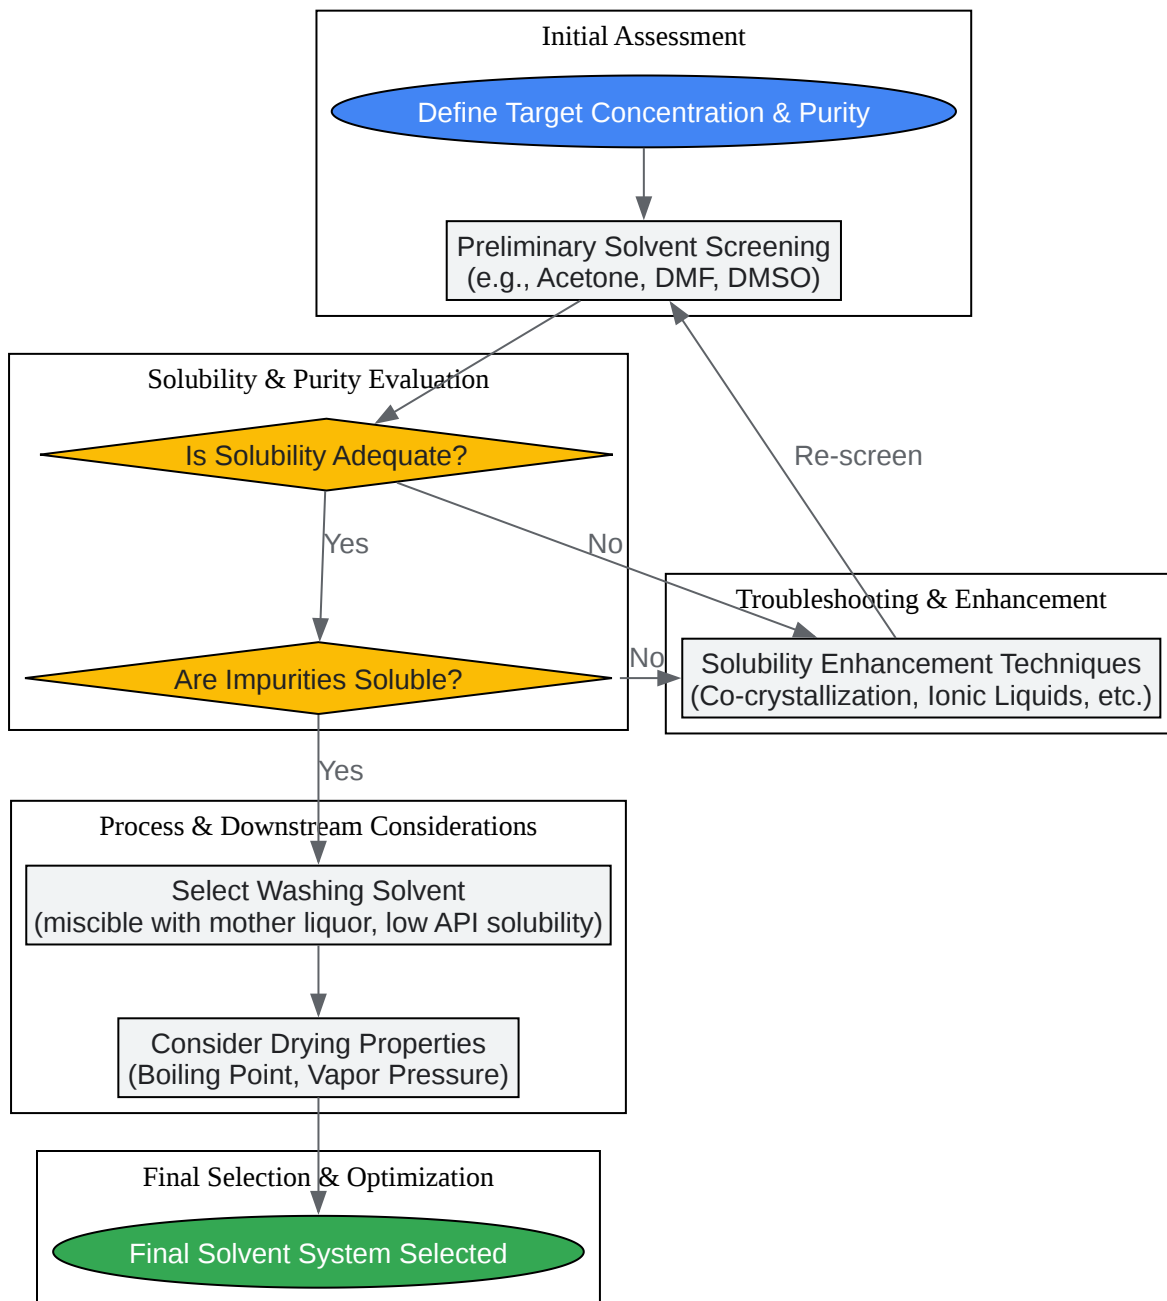 Initial Assessment
Define Target Concentration & Purity
Preliminary Solvent Screening
(e.g., Acetone, DMF, DMSO)
Solubility & Purity Evaluation
Is Solubility Adequate?
Re-screen
Yes
No
Troubleshooting & Enhancement
Solubility Enhancement Techniques
(Co-crystallization, Ionic Liquids, etc.)
Are Impurities Soluble?
No
Yes
Process & Downstream Considerations
Select Washing Solvent
(miscible with mother liquor, low API solubility)
Consider Drying Properties
(Boiling Point, Vapor Pressure)
Final Selection & Optimization
Final Solvent System Selected